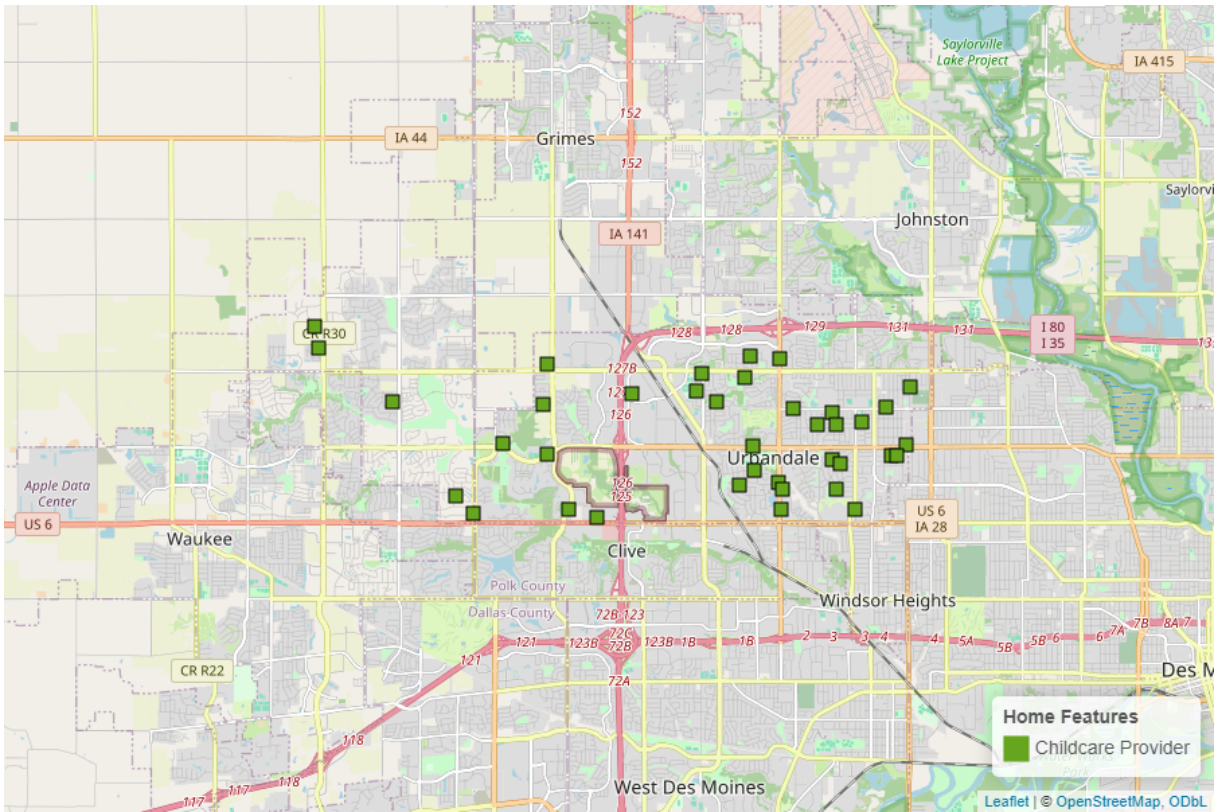 Saylorville
Lake Project
IA 415
152
IA 44
Grimes
152
Saylorvi
Johnston
IA 141
CR R30
128
128
129
131
131
I 80
I 35
127B
126
Urbandale
Apple Data
Center
126
125
US 6
US 6
IA 28
Waukee
Clive
Polk County
Dallas County
Windsor Heights
72B 123
121
123B
72C
72B
123B
1B
1B
2
3
3
4
4
5A
5B
6
6
7A
7B
8A
7
121
CR R22
72A
Des M
118
118
117
117
West Des Moines
Home Features
Childcare Provider
Park
Leaflet | © OpenStreetMap, ODbL